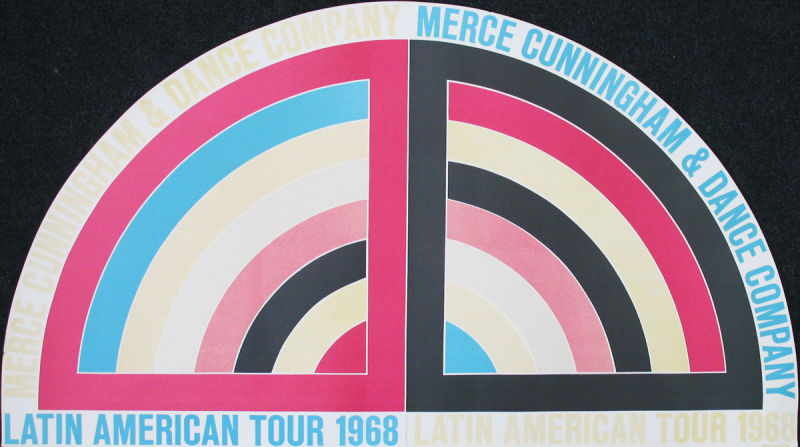 MERCE CUNNINGHAM & DANCE COMPANY
MERCE CUNNINGHAM & DANCE COMPANY
LATIN AMERICAN TOUR 1968
LATIN AMERICAN TOUR 1968